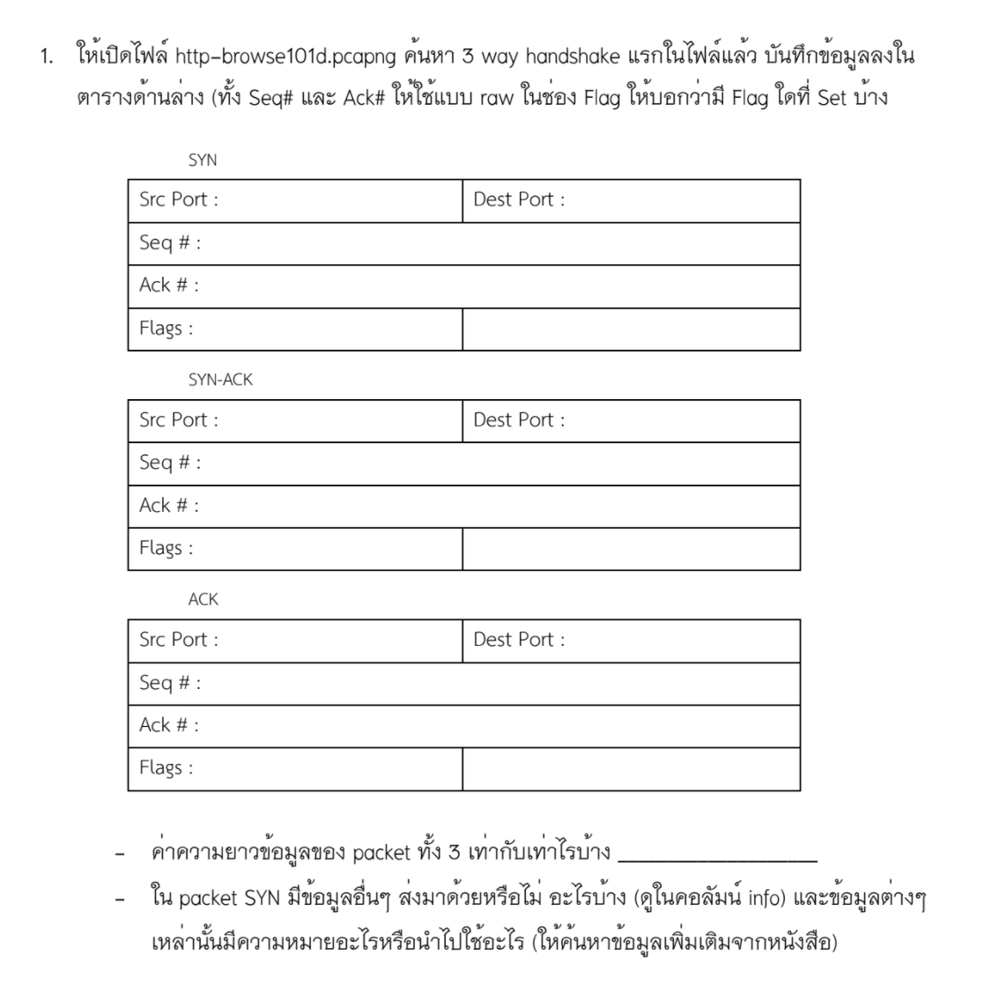 1. ให้เปิดไฟล์ http-browse101d.pcapng ค้นหา 3 way handshake แรกในไฟล์แล้ว บันทึกข้อมูลลงใน
ตารางด้านล่าง (ทั้ง Seq# และ Ack# ให้ใช้แบบ raw ในช่อง Flag ให้บอกว่ามี Flag ใดที่ Set บ้าง
SYN
Src Port : Dest Port :
Seq # :
Ack # :
Flags :
SYN-ACK
Src Port : Dest Port :
Seq # :
Ack # :
Flags :
ACK
Src Port : Dest Port :
Seq # :
Ack # :
Flags :
- ค่าความยาวข้อมูลของ packet ทั้ง 3 เท่ากับเท่าไรบ้าง ____________________
- ใน packet SYN มีข้อมูลอื่นๆ ส่งมาด้วยหรือไม่ อะไรบ้าง (ดูในคอลัมน์ info) และข้อมูลต่างๆ
เหล่านั้นมีความหมายอะไรหรือนำไปใช้อะไร (ให้ค้นหาข้อมูลเพิ่มเติมจากหนังสือ)